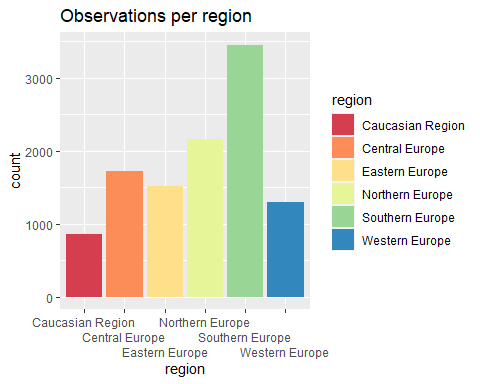 Observations per region
count
3000
2000
1000
0
Caucasian Region
Central Europe
Eastern Europe
Northern Europe
Southern Europe
Western Europe
region
region
Caucasian Region
Central Europe
Eastern Europe
Northern Europe
Southern Europe
Western Europe